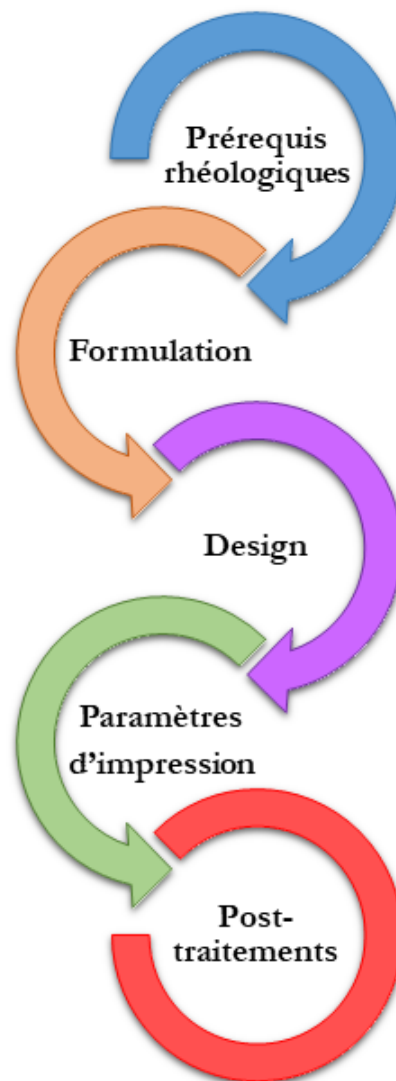 Prérequis
rhéologiques
Formulation
Design
Paramètres
d’impression
Post-
traitements